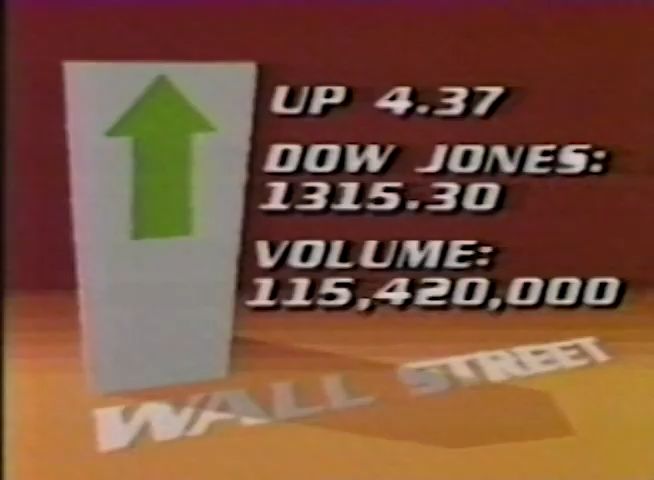 UP 4.37
DOW JONES:
1315.30
VOLUME:
115,420,000
WALL STREET